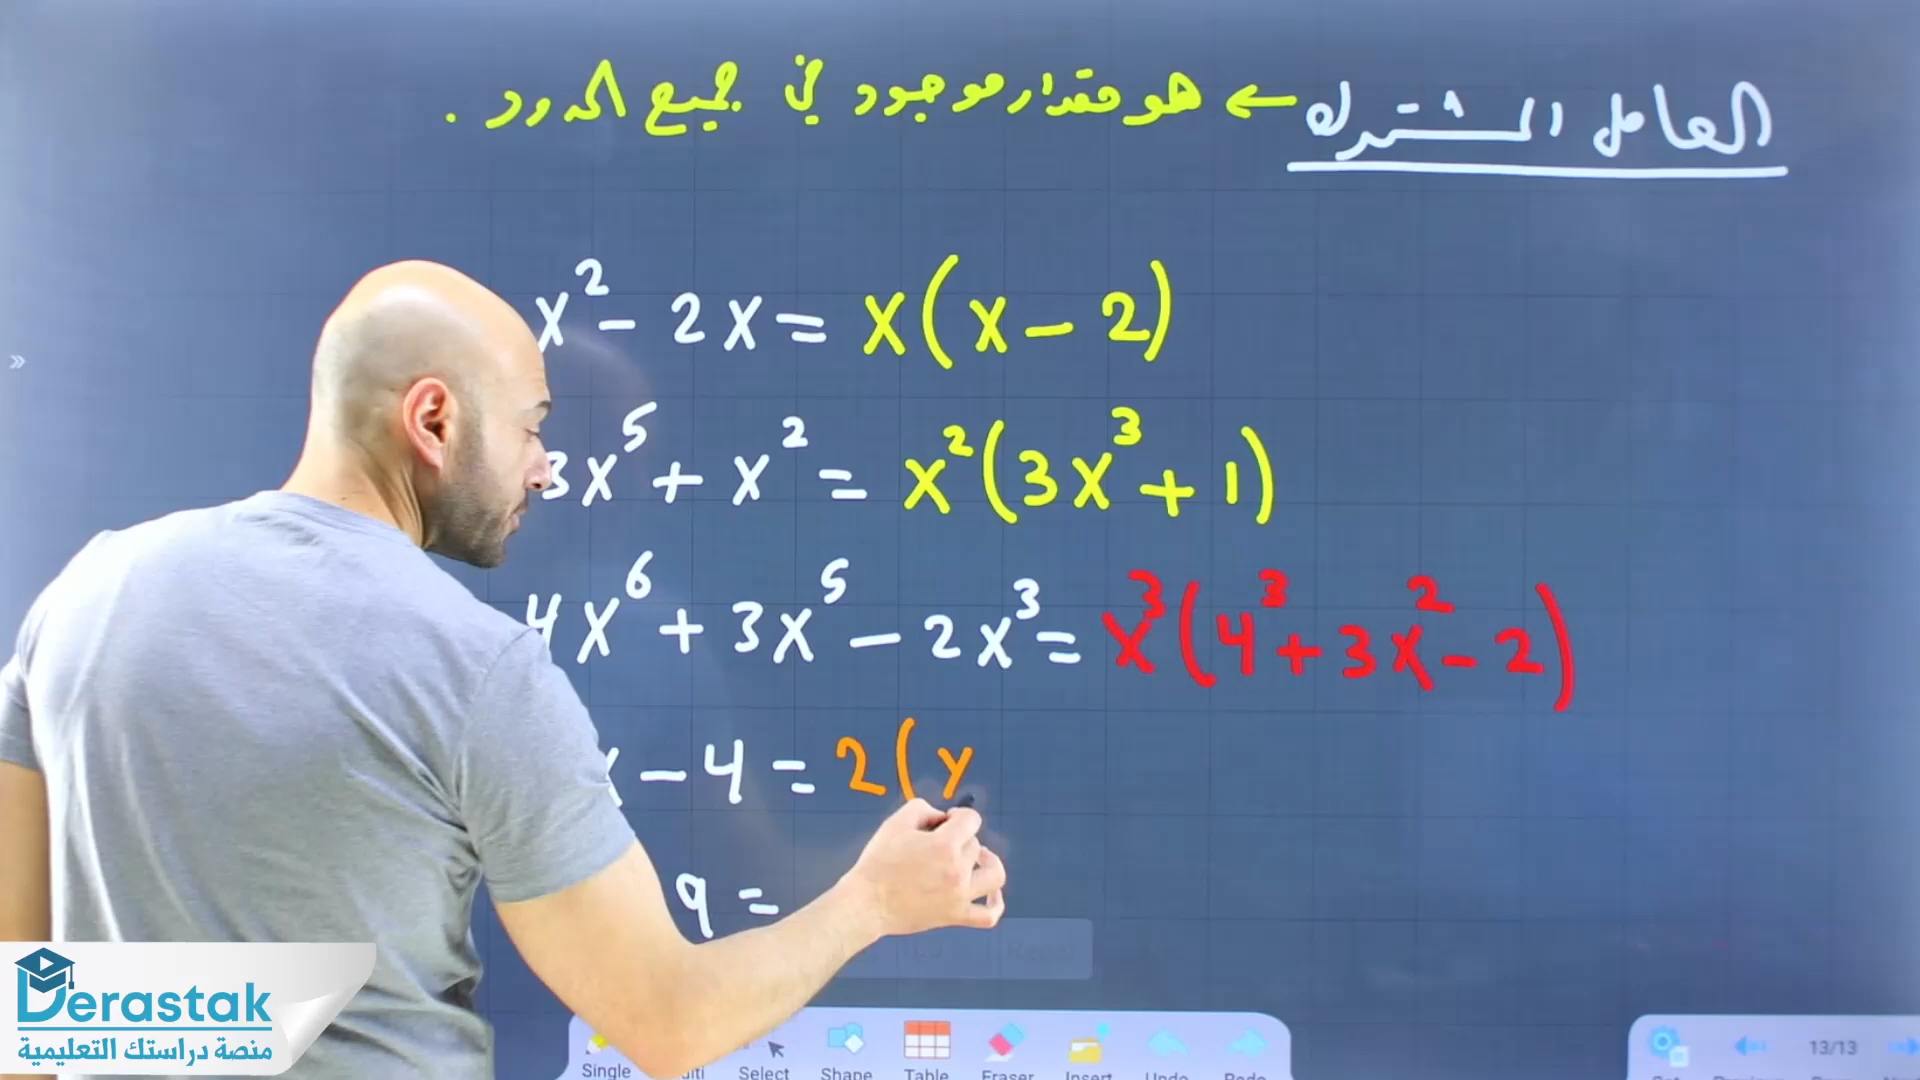 العامل المشترك ← هو مقدار موجود في جميع الحدود .
x² - 2x = x(x - 2)
3x⁵ + x² = x²(3x³ + 1)
4x⁶ + 3x⁵ - 2x³ = x³(4³ + 3x² - 2)
- 4 = 2(x
9 =
Derastak
منصة دراستك التعليمية
Single
Select
Shape
Table
Eraser
Insert
Undo
Redo
13/13